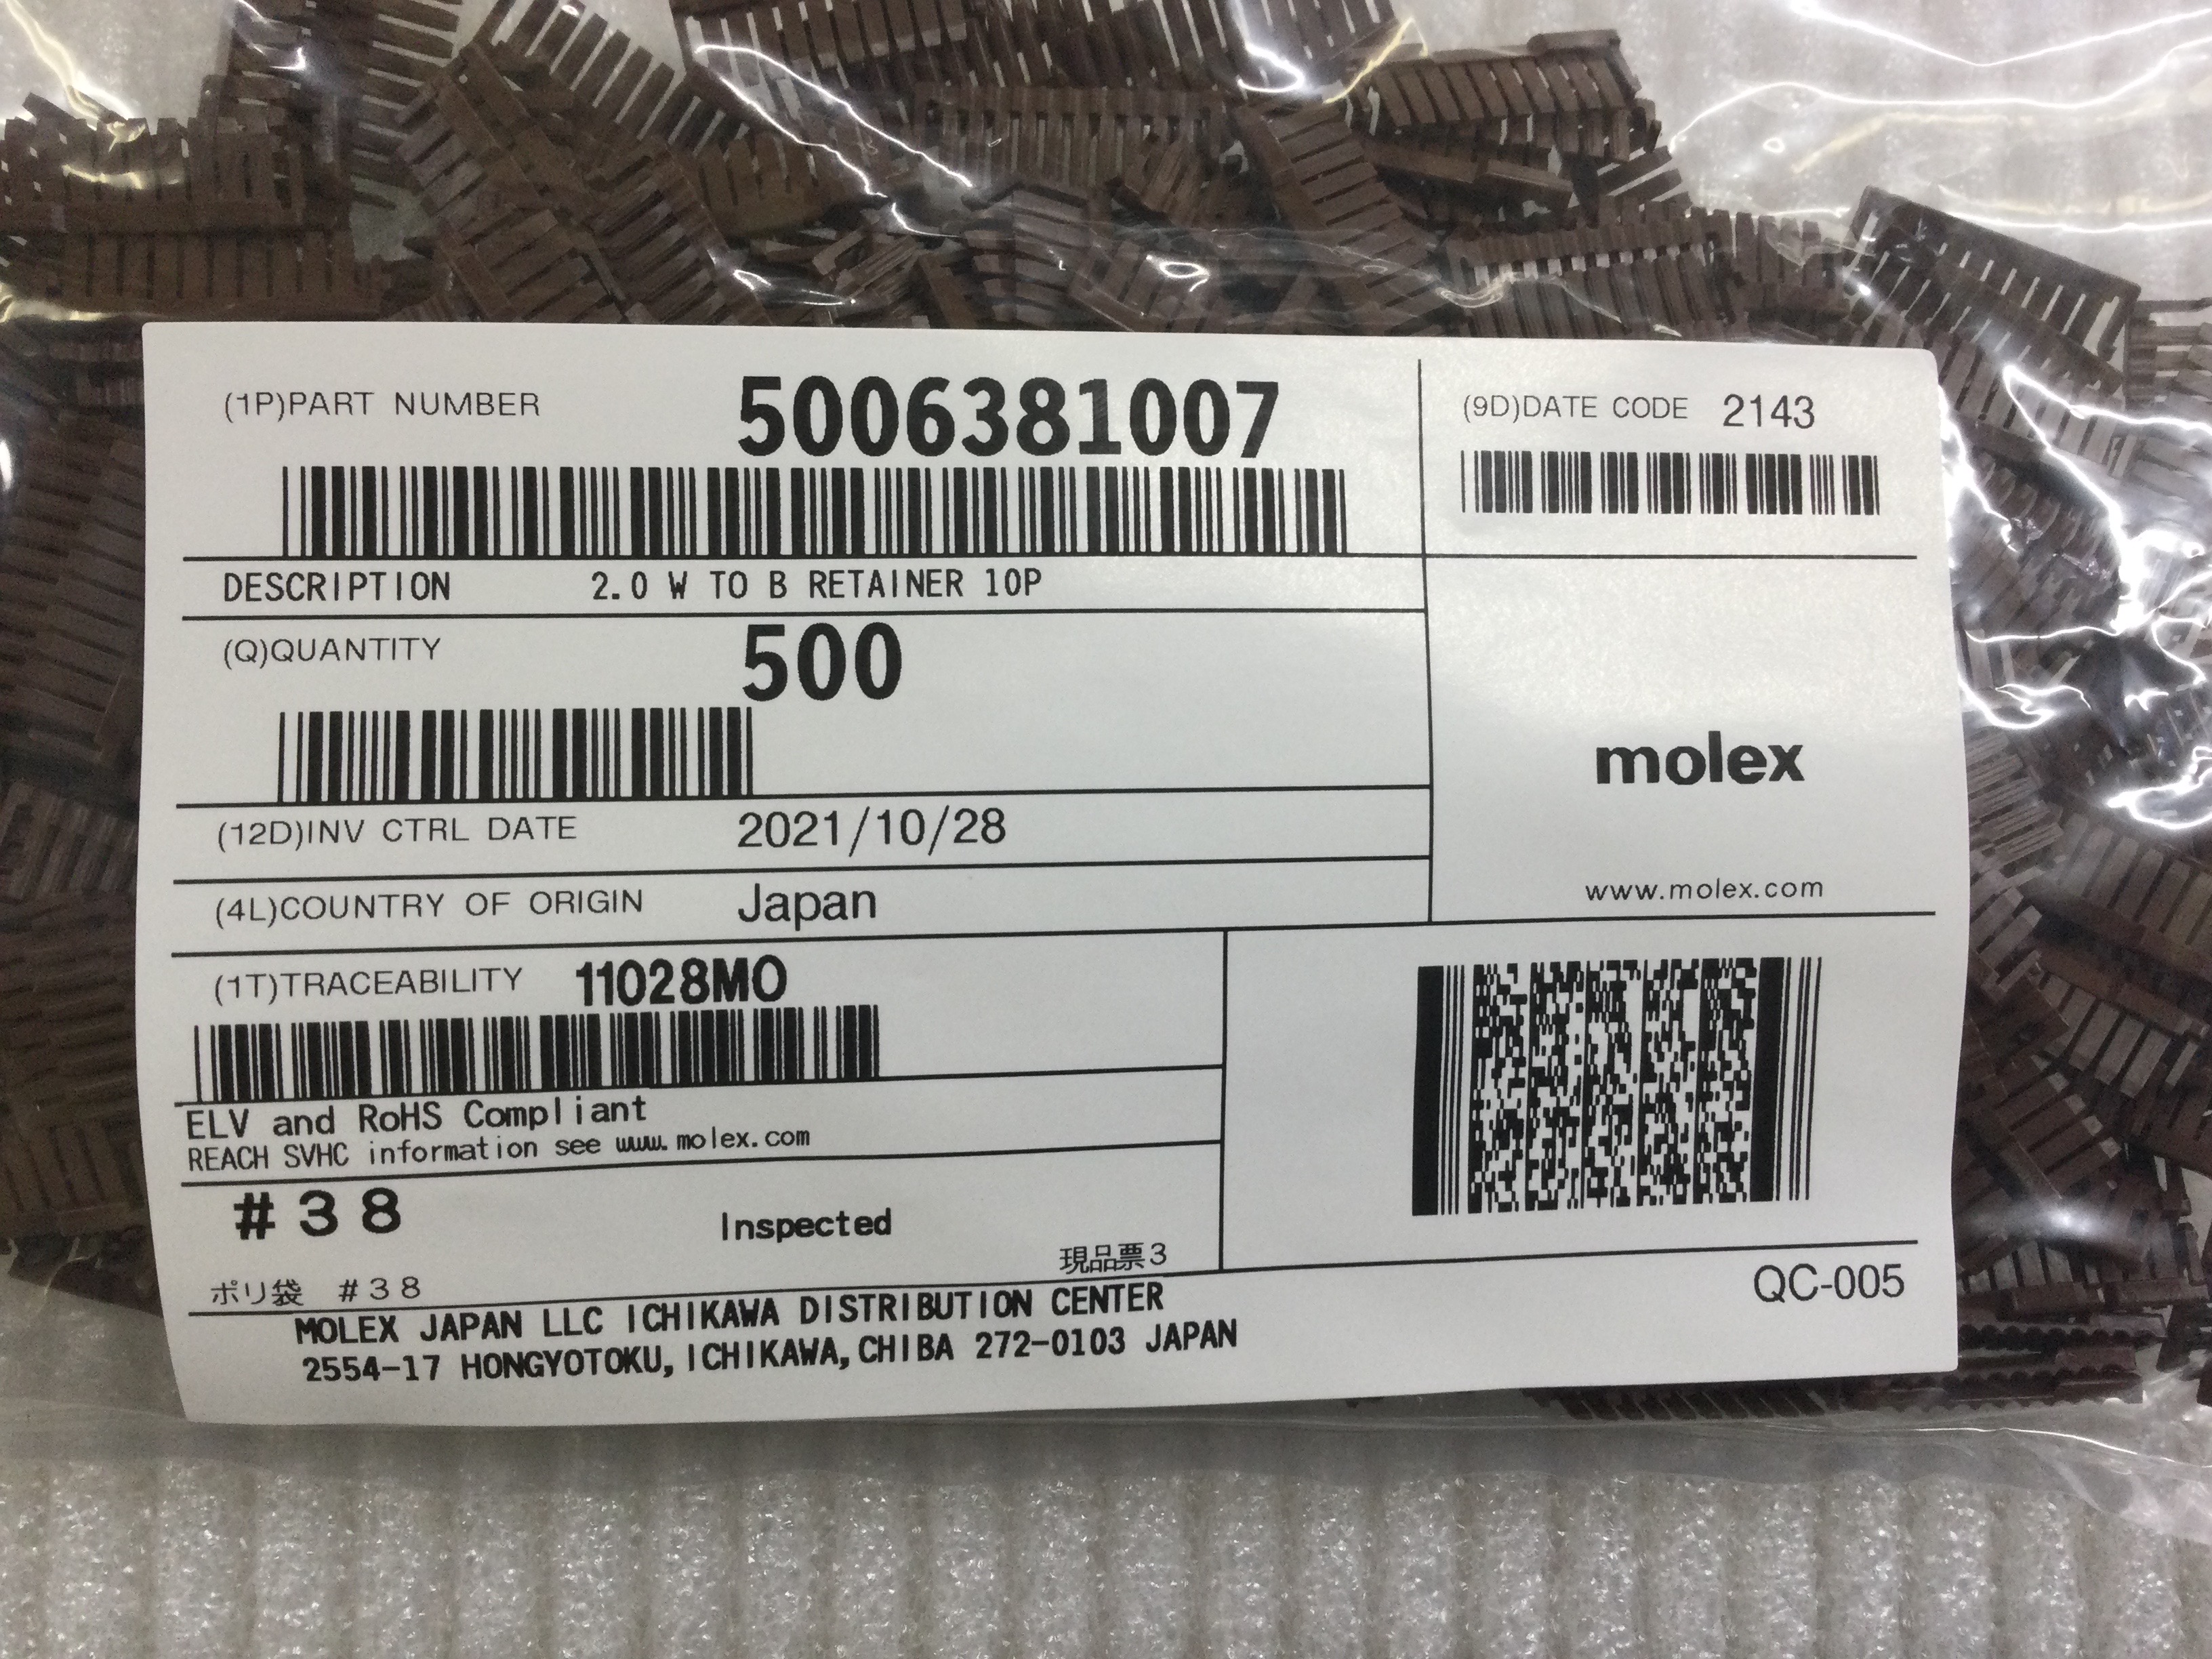 (1P)PART NUMBER 5006381007
(9D)DATE CODE 2143
DESCRIPTION 2.0 W TO B RETAINER 10P
(Q)QUANTITY 500
molex
www.molex.com
(12D)INV CTRL DATE 2021/10/28
(4L)COUNTRY OF ORIGIN Japan
(1T)TRACEABILITY 11028MO
ELV and RoHS Compliant
REACH SVHC information see www.molex.com
#38
Inspected
現品票3
ポリ袋 #38
QC-005
MOLEX JAPAN LLC ICHIKAWA DISTRIBUTION CENTER
2554-17 HONGYOTOKU, ICHIKAWA, CHIBA 272-0103 JAPAN